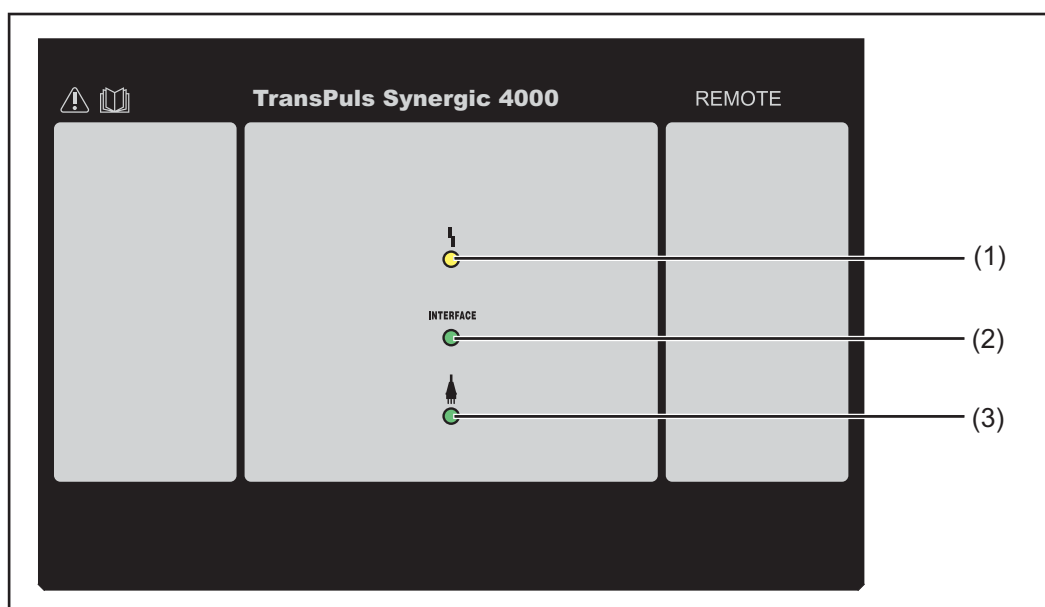 TransPuls Synergic 4000 REMOTE
(1)
INTERFACE
(2)
(3)